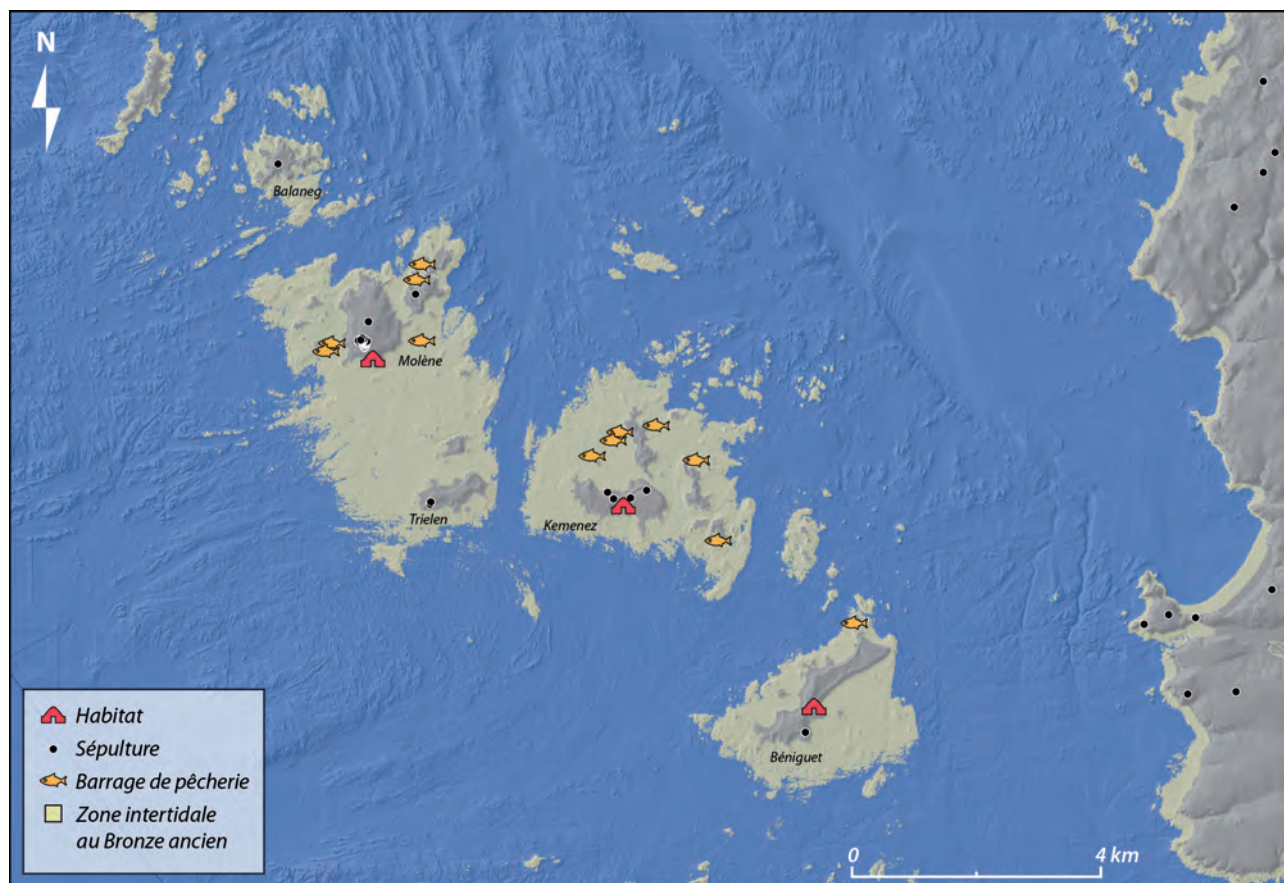 N
Balaneg
Molène
Trielen
Kemenez
Béniguet
Habitat
Sépulture
Barrage de pêcherie
Zone intertidale
au Bronze ancien
0
4 km